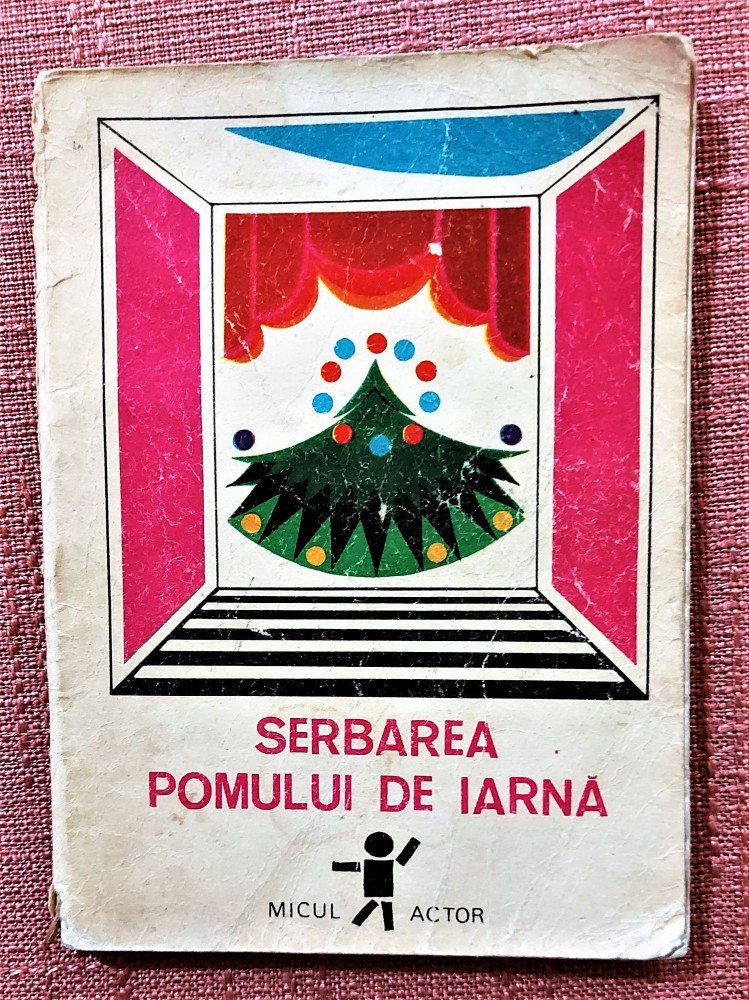 SERBAREA
POMULUI DE IARNĂ
MICUL ACTOR